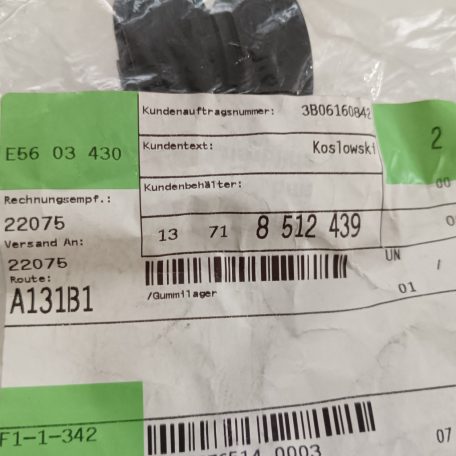 Kundenauftragsnummer: 3B06160842
E56 03 430
Kundentext: Koslowski
2
Kundenbehälter:
00
Rechnungsempf.:
22075
13 71 8 512 439
Versand An:
22075
UN /
Route:
A131B1
/Gummilager
01
F1-1-342
07